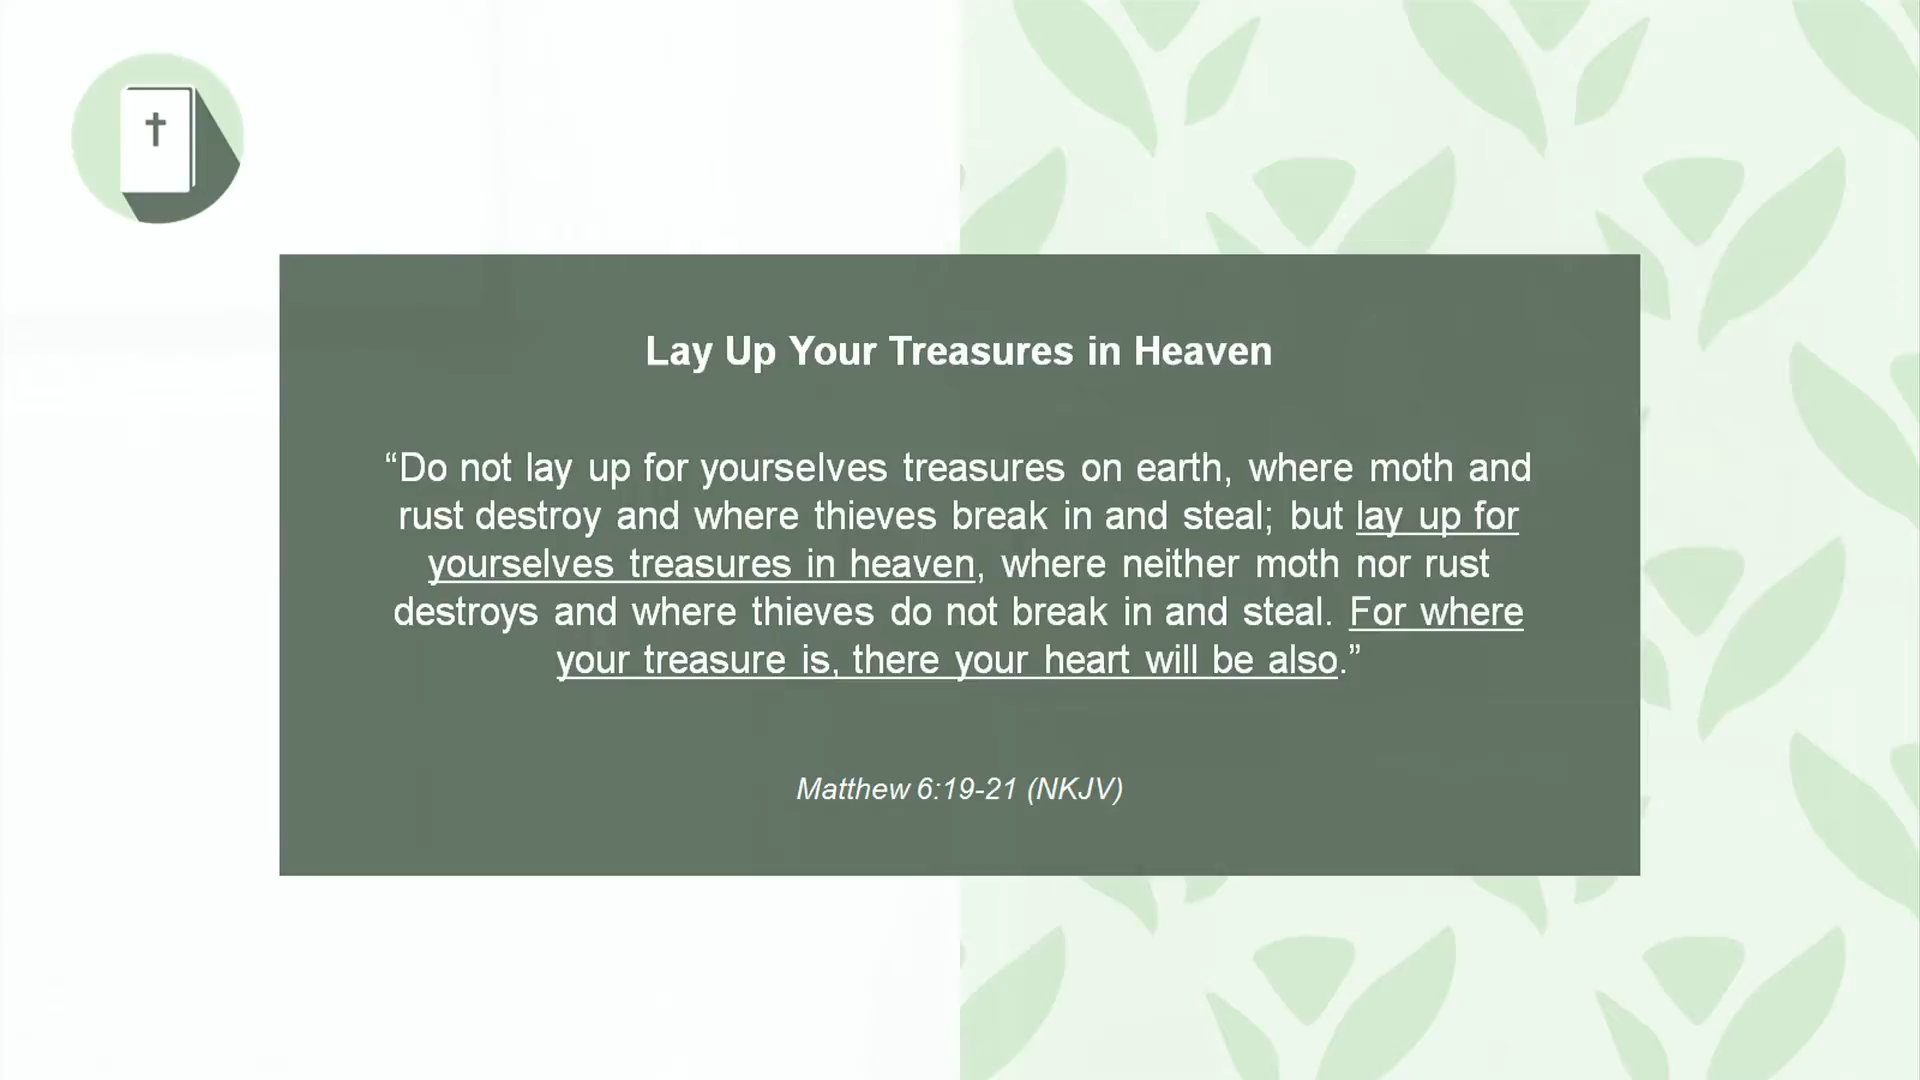 Lay Up Your Treasures in Heaven
“Do not lay up for yourselves treasures on earth, where moth and
rust destroy and where thieves break in and steal; but lay up for
yourselves treasures in heaven, where neither moth nor rust
destroys and where thieves do not break in and steal. For where
your treasure is, there your heart will be also.”
Matthew 6:19-21 (NKJV)